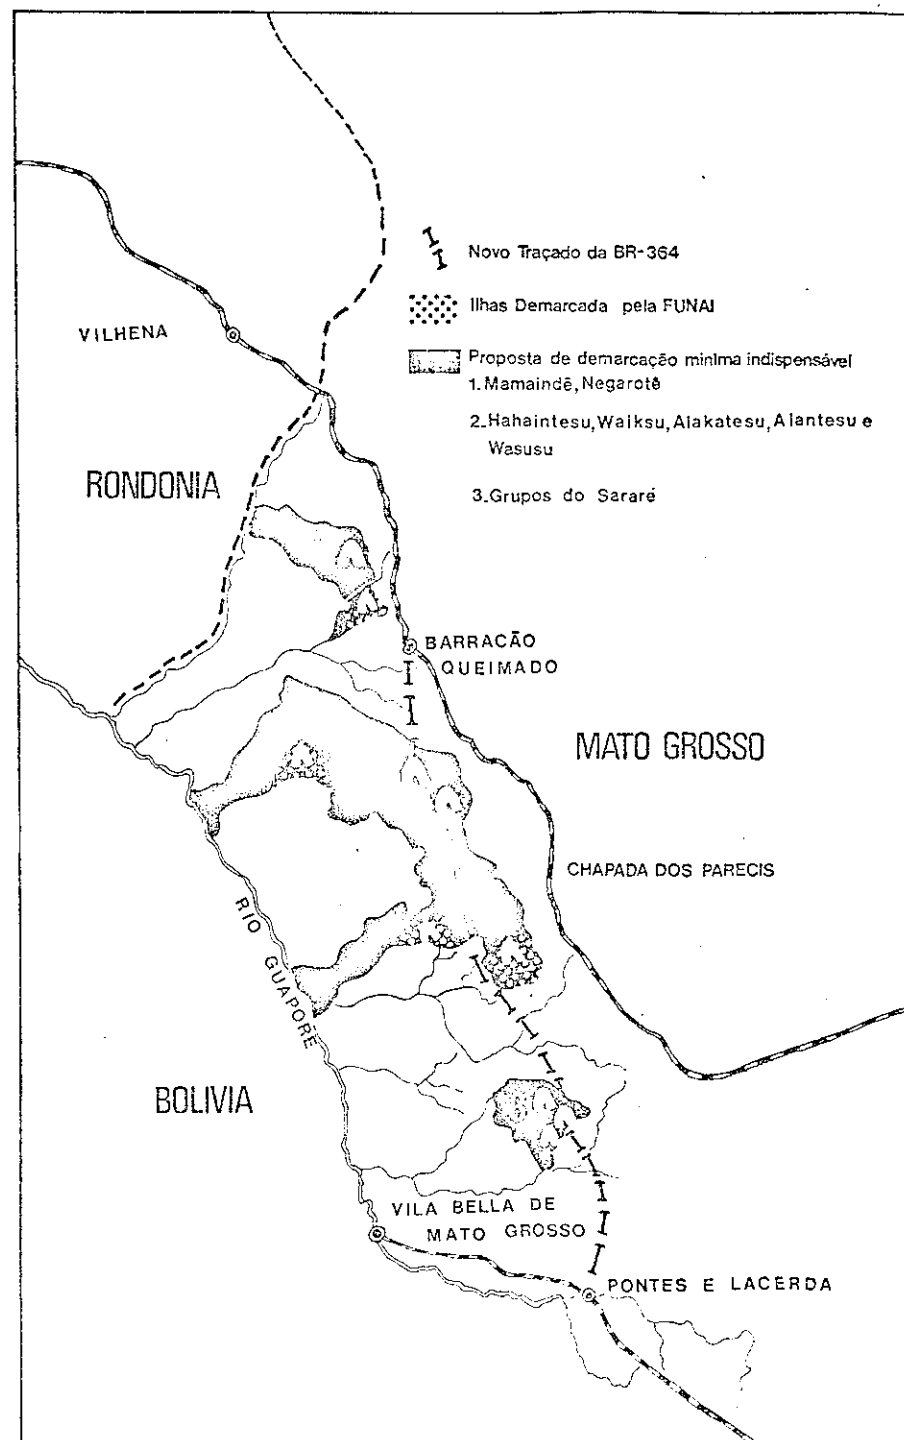 Novo Traçado da BR-364
Ilhas Demarcada pela FUNAI
VILHENA
Proposta de demarcação minima indispensável
1. Mamaindê, Negarotê
2. Hahaintesu, Waiksu, Alakatesu, Alantesu e
Wasusu
RONDONIA
3. Grupos do Sararé
BARRACÃO
QUEIMADO
MATO GROSSO
CHAPADA DOS PARECIS
RIO GUAPORÉ
BOLIVIA
VILA BELLA DE
MATO GROSSO
PONTES E LACERDA